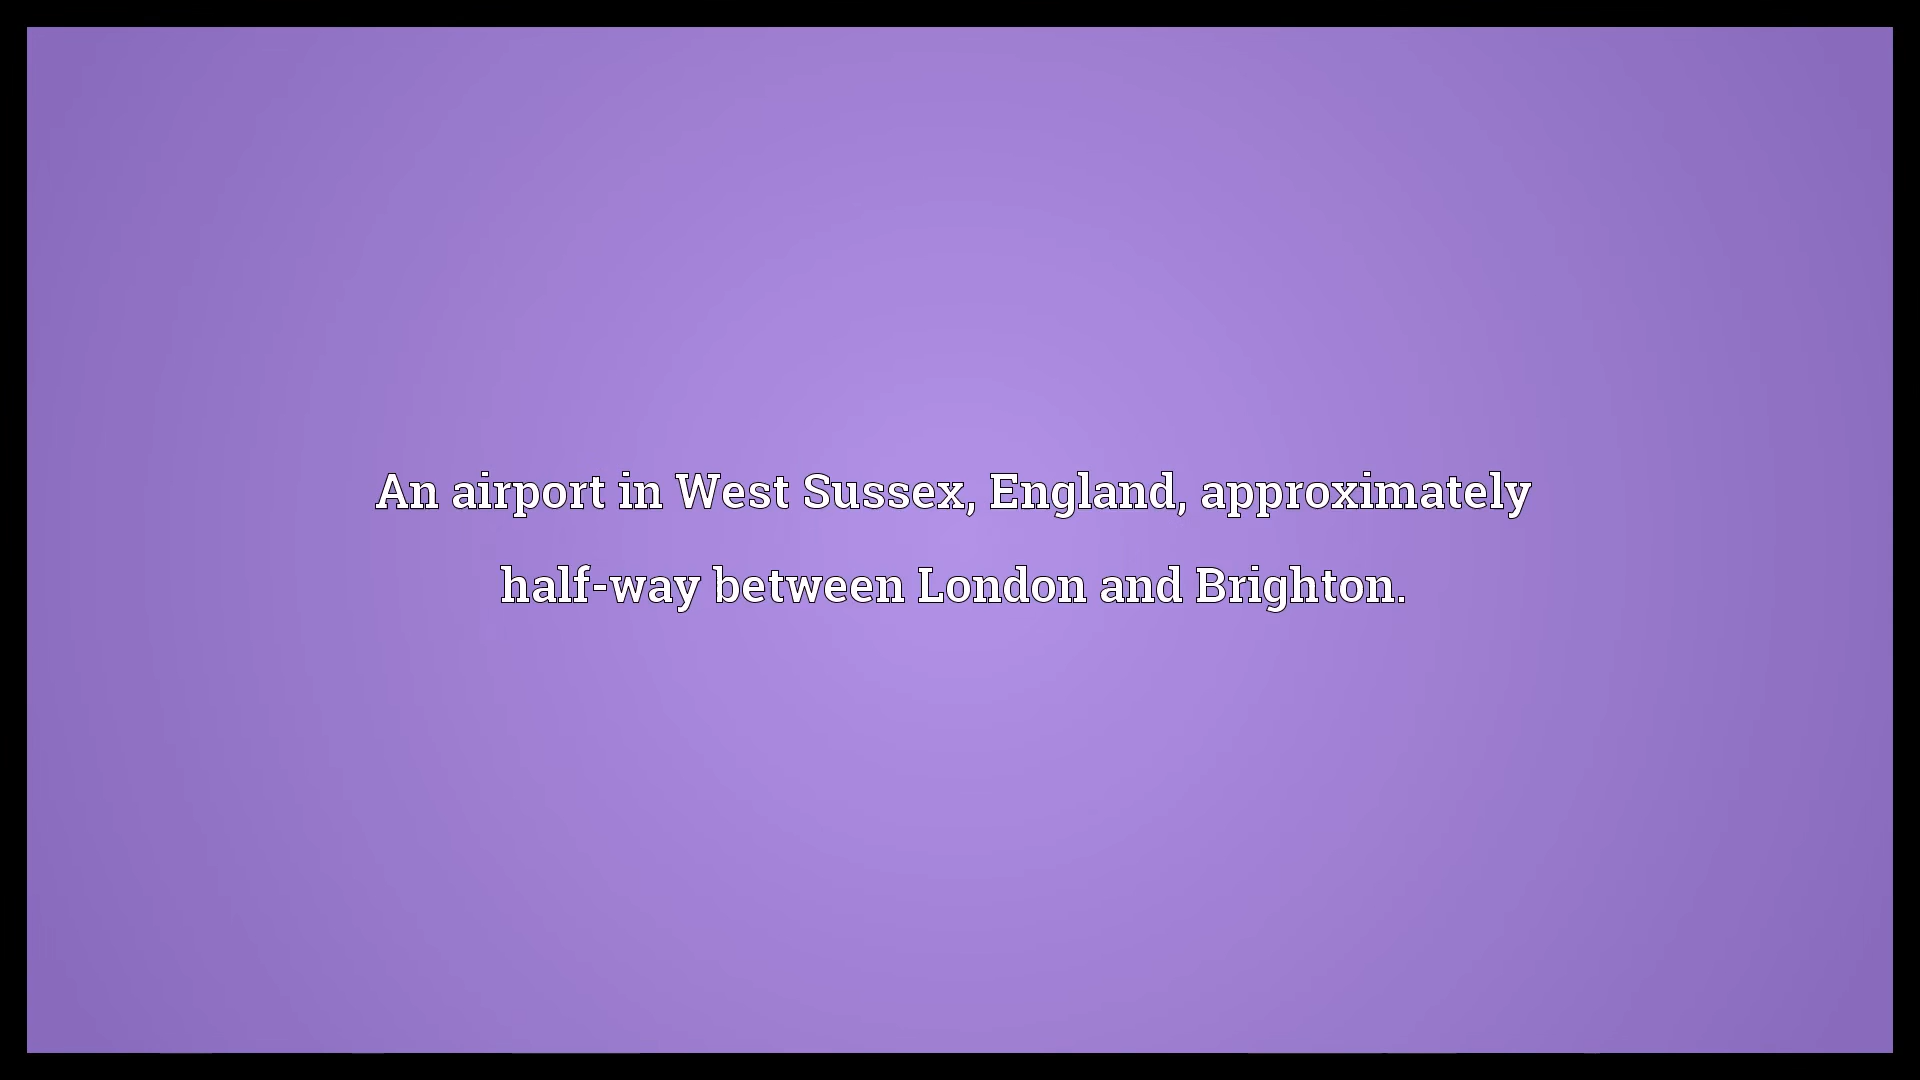 An airport in West Sussex, England, approximately
half-way between London and Brighton.